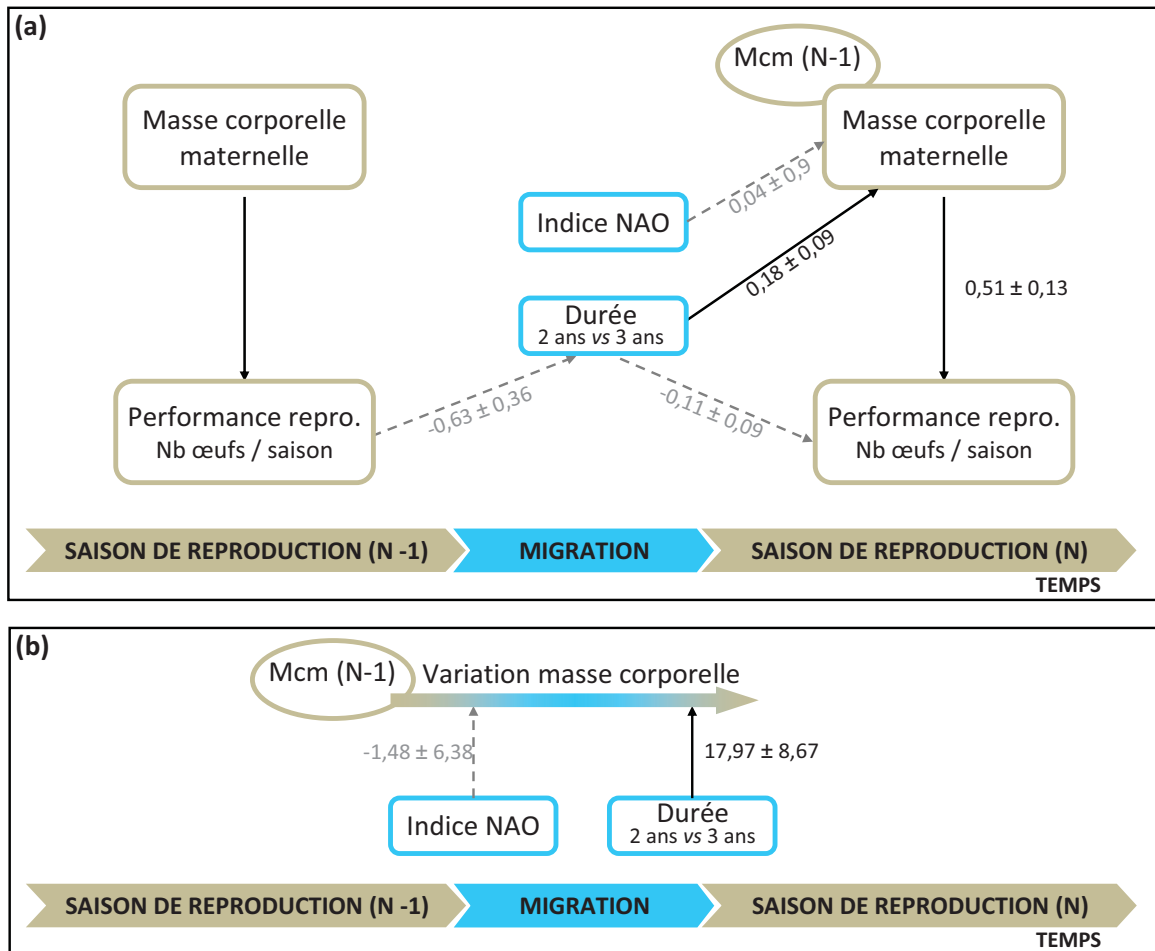 (a)
Mcm (N-1)
Masse corporelle
maternelle
Masse corporelle
maternelle
0,04 ± 0,9
Indice NAO
0,18 ± 0,09
0,51 ± 0,13
Durée
2 ans vs 3 ans
-0,63 ± 0,36
-0,11 ± 0,09
Performance repro.
Nb œufs / saison
Performance repro.
Nb œufs / saison
SAISON DE REPRODUCTION (N -1)
MIGRATION
SAISON DE REPRODUCTION (N)
TEMPS
(b)
Mcm (N-1)
Variation masse corporelle
-1,48 ± 6,38
17,97 ± 8,67
Indice NAO
Durée
2 ans vs 3 ans
SAISON DE REPRODUCTION (N -1)
MIGRATION
SAISON DE REPRODUCTION (N)
TEMPS